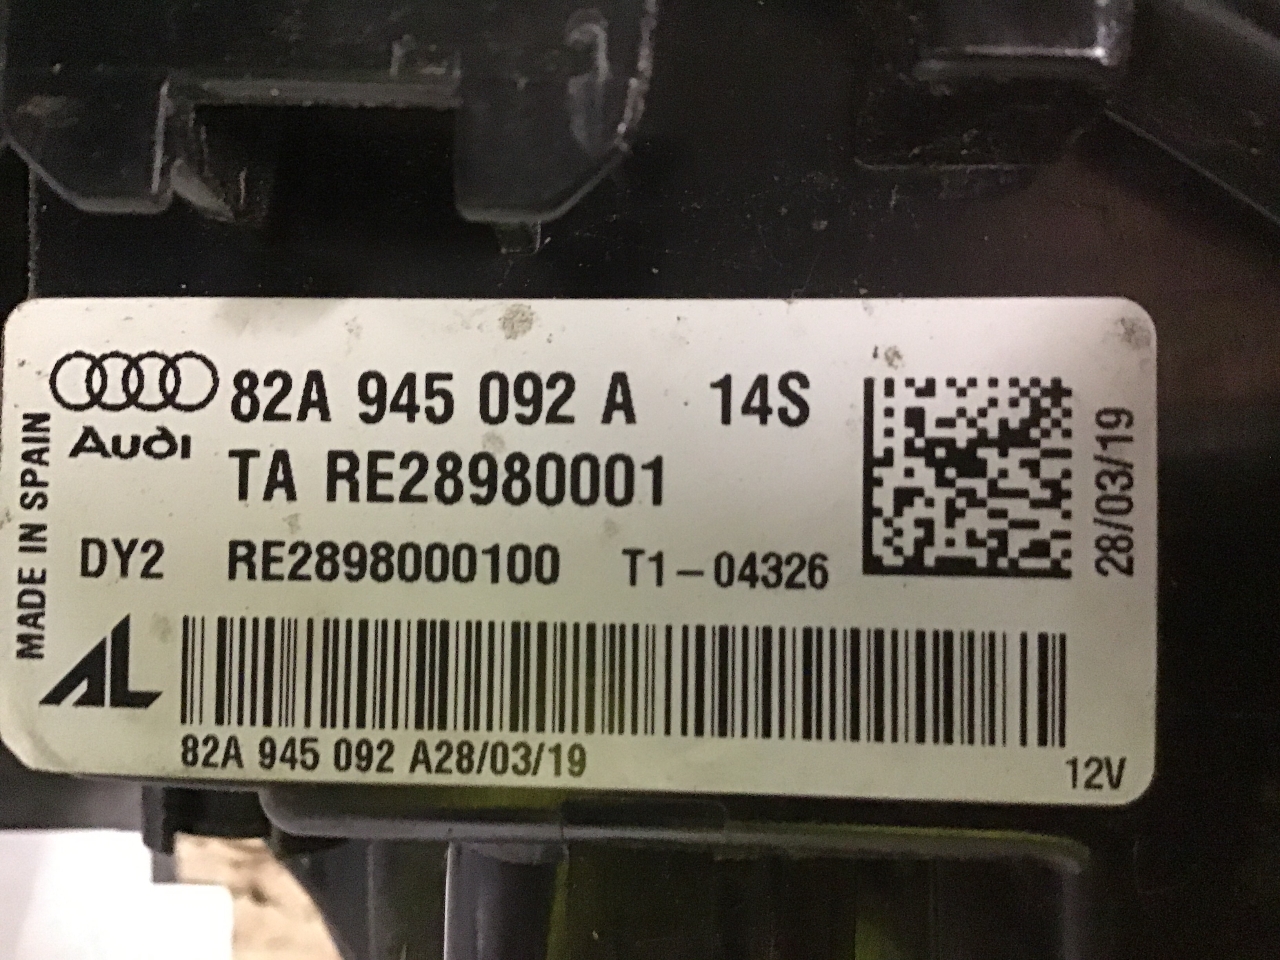 82A 945 092 A 14S
Audi
TA RE28980001
DY2 RE2898000100 T1-04326
MADE IN SPAIN
28/03/19
AL
82A 945 092 A28/03/19
12V